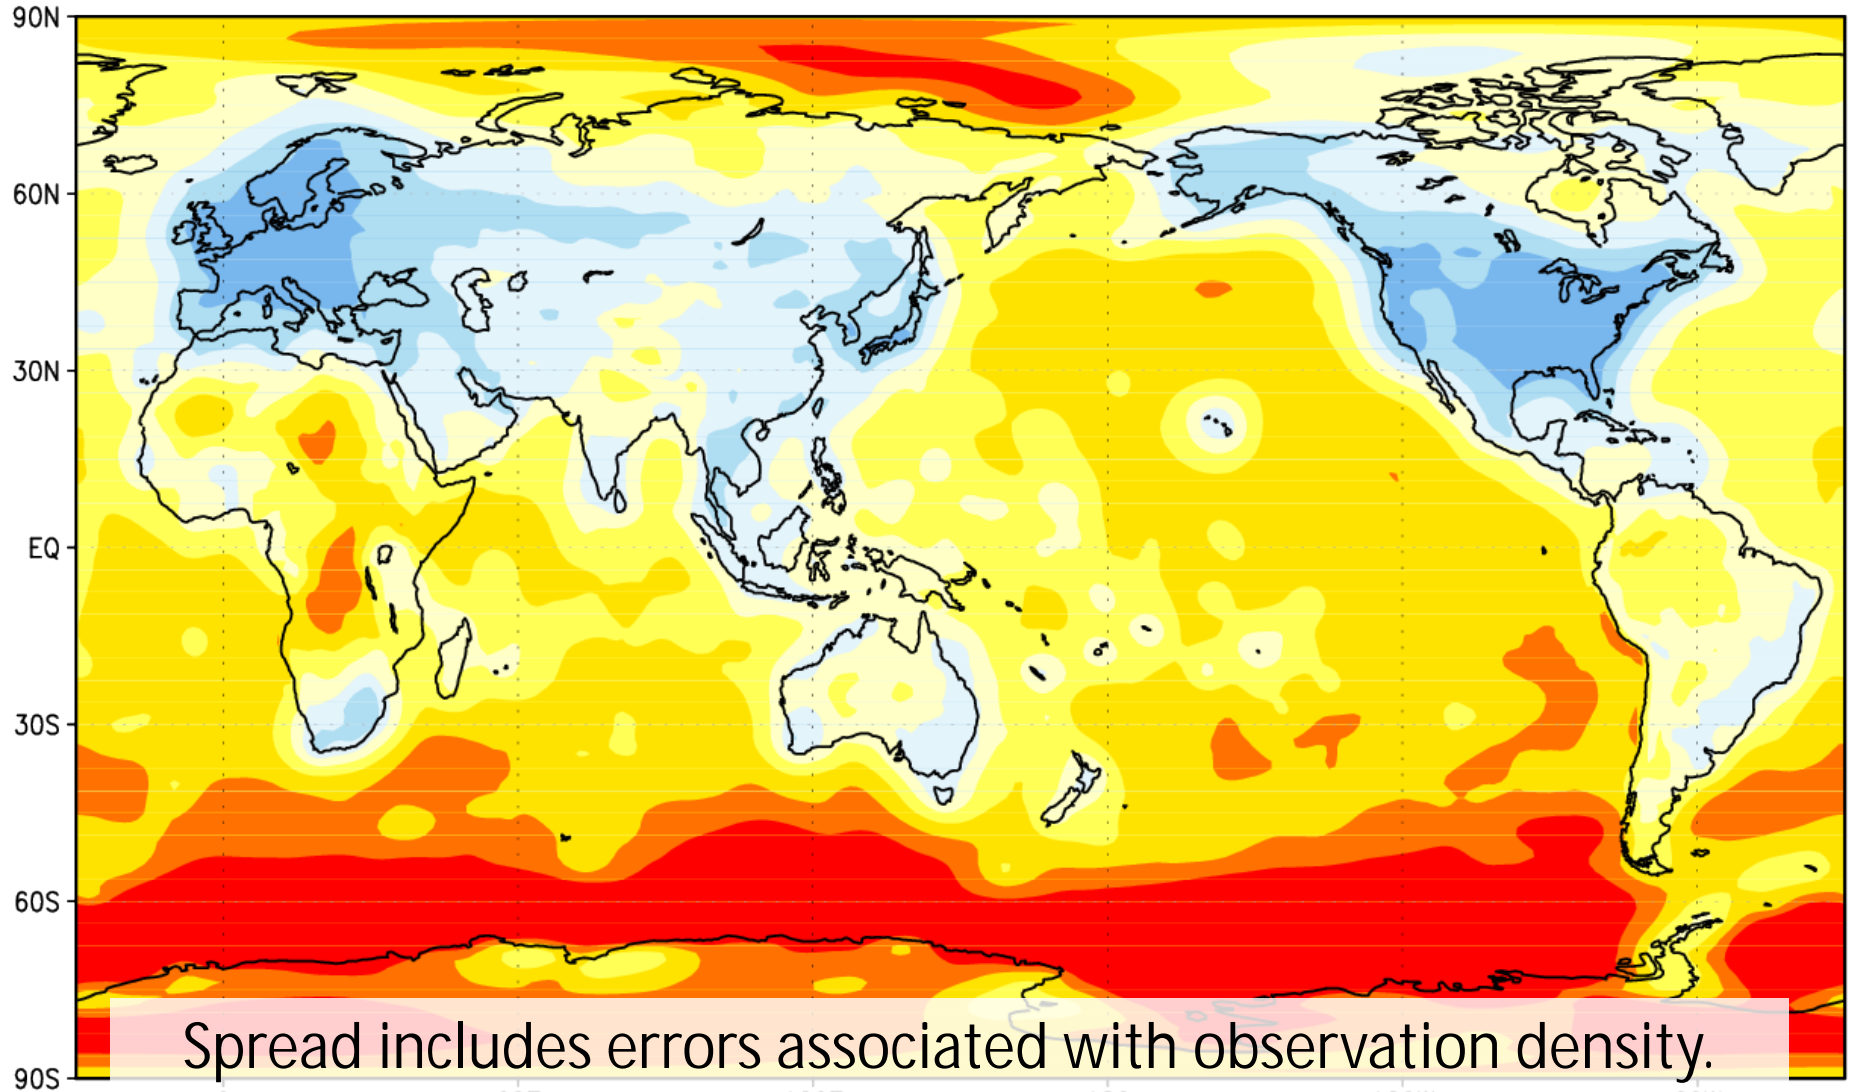 90N
60N
30N
EQ
30S
60S
90S
Spread includes errors associated with observation density.